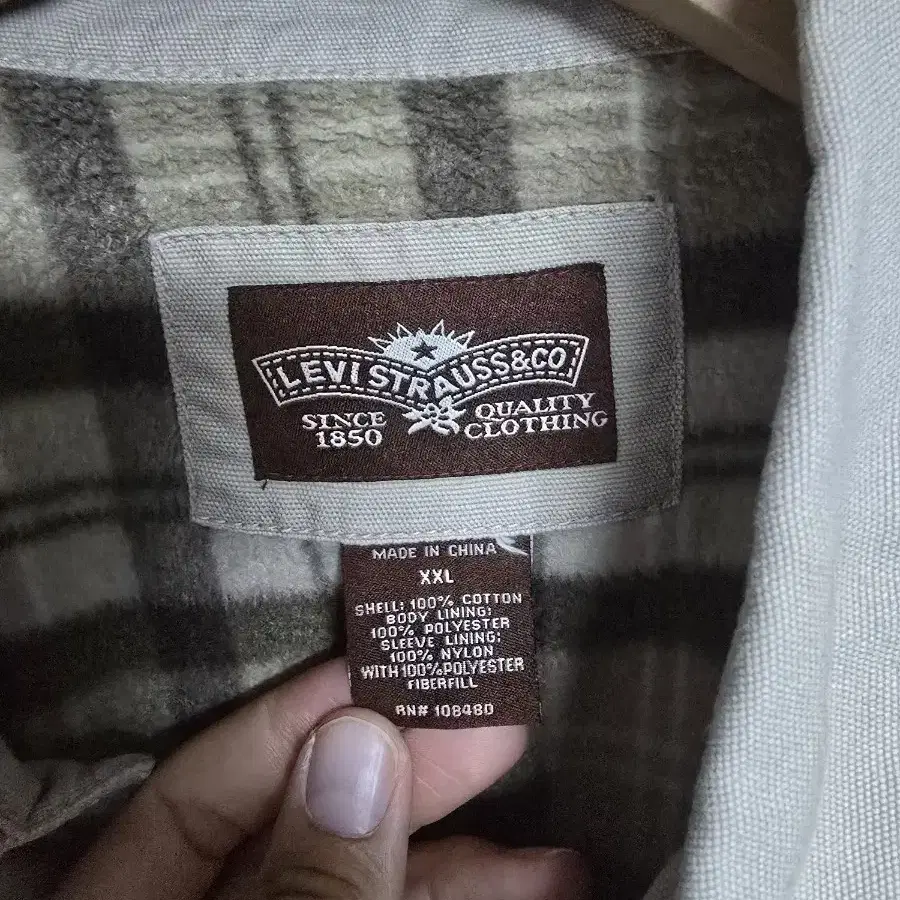 LEVI STRAUSS & CO
SINCE
1850
QUALITY
CLOTHING
MADE IN CHINA
XXL
SHELL: 100% COTTON
BODY LINING:
100% POLYESTER
SLEEVE LINING:
100% NYLON
WITH 100% POLYESTER
FIBERFILL
RN# 108480